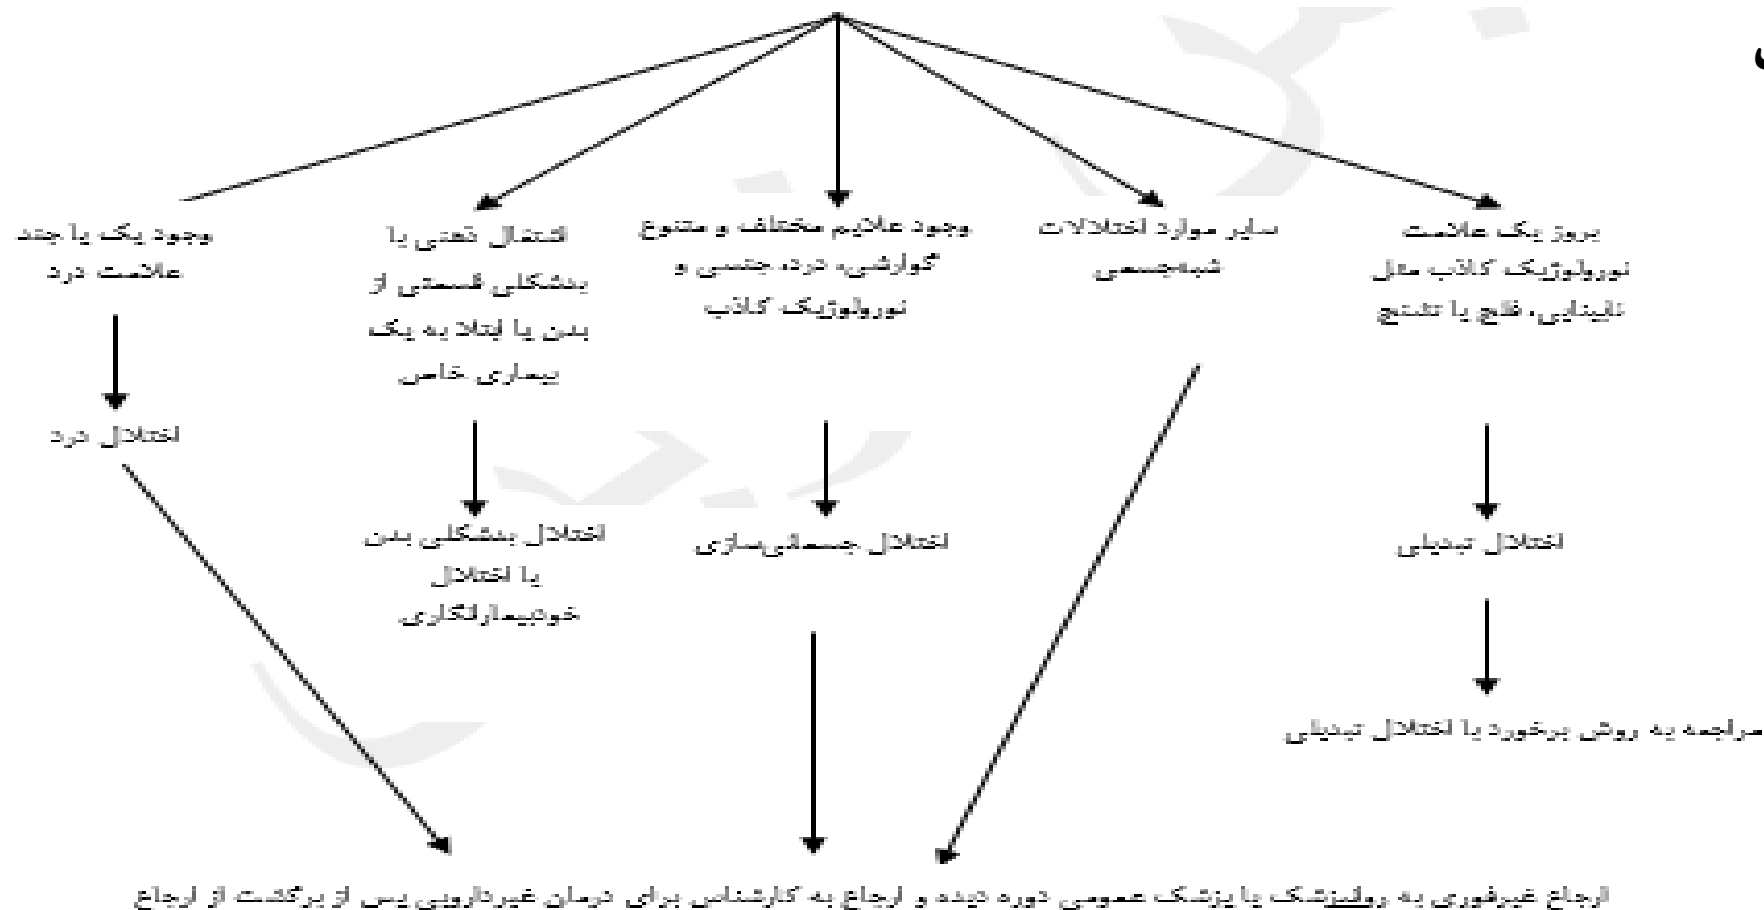 بروز یک علامت
نورولوژیک کاذب مثل
نابینایی، فلج یا تشنج
سایر موارد اختلالات
شبه‌جسمی
وجود علایم مختلف و متنوع
گوارشی، درد، جنسی و
نورولوژیک کاذب
اشتغال ذهنی با
بدشکلی قسمتی از
بدن یا ابتلا به یک
بیماری خاص
وجود یک یا چند
علامت درد
اختلال درد
اختلال تبدیلی
اختلال جسمانی‌سازی
اختلال بدشکلی بدن
یا اختلال
خودبیمارانگاری
مراجعه به روش برخورد با اختلال تبدیلی
ارجاع غیرفوری به روانپزشک یا پزشک عمومی دوره دیده و ارجاع به کارشناس برای درمان غیردارویی پس از برگشت از ارجاع